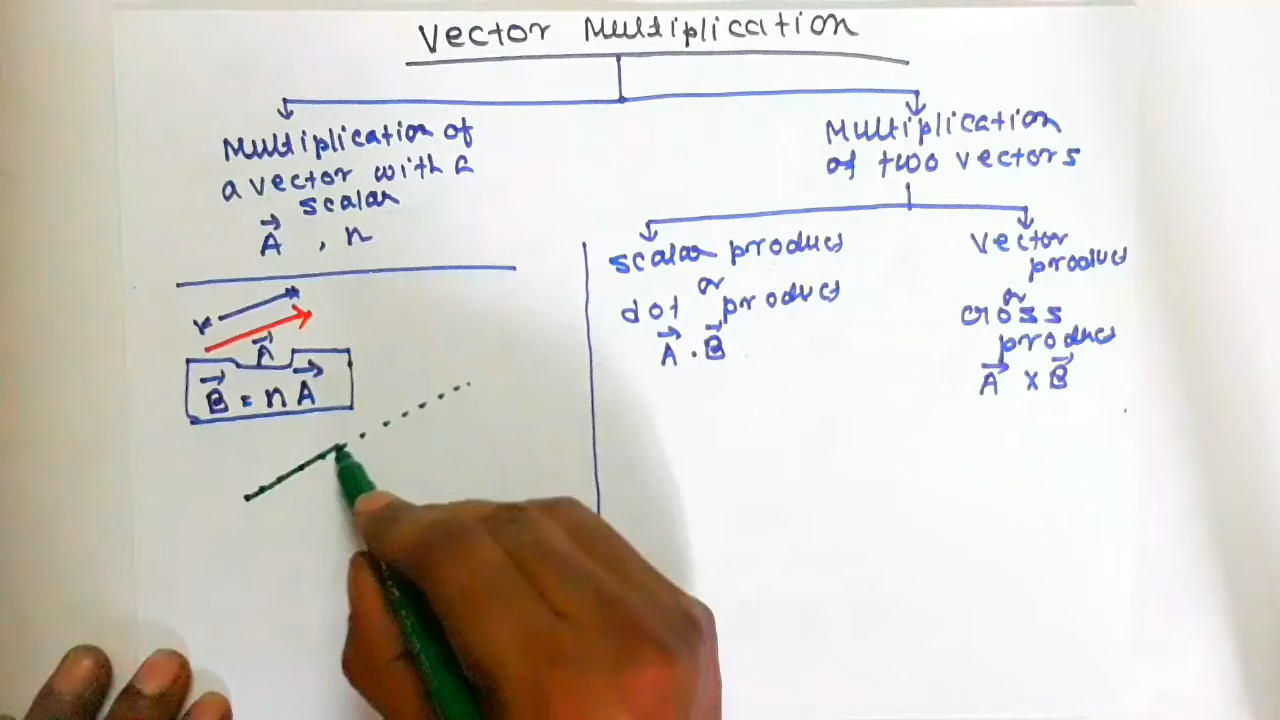 Vector Multiplication
Multiplication of
a vector with a
scalar
A⃗ , n
A⃗
B⃗ = n A⃗
Multiplication
of two vectors
scalar product
or
dot product
A⃗ . B⃗
Vector
product
or
cross
product
A⃗ x B⃗